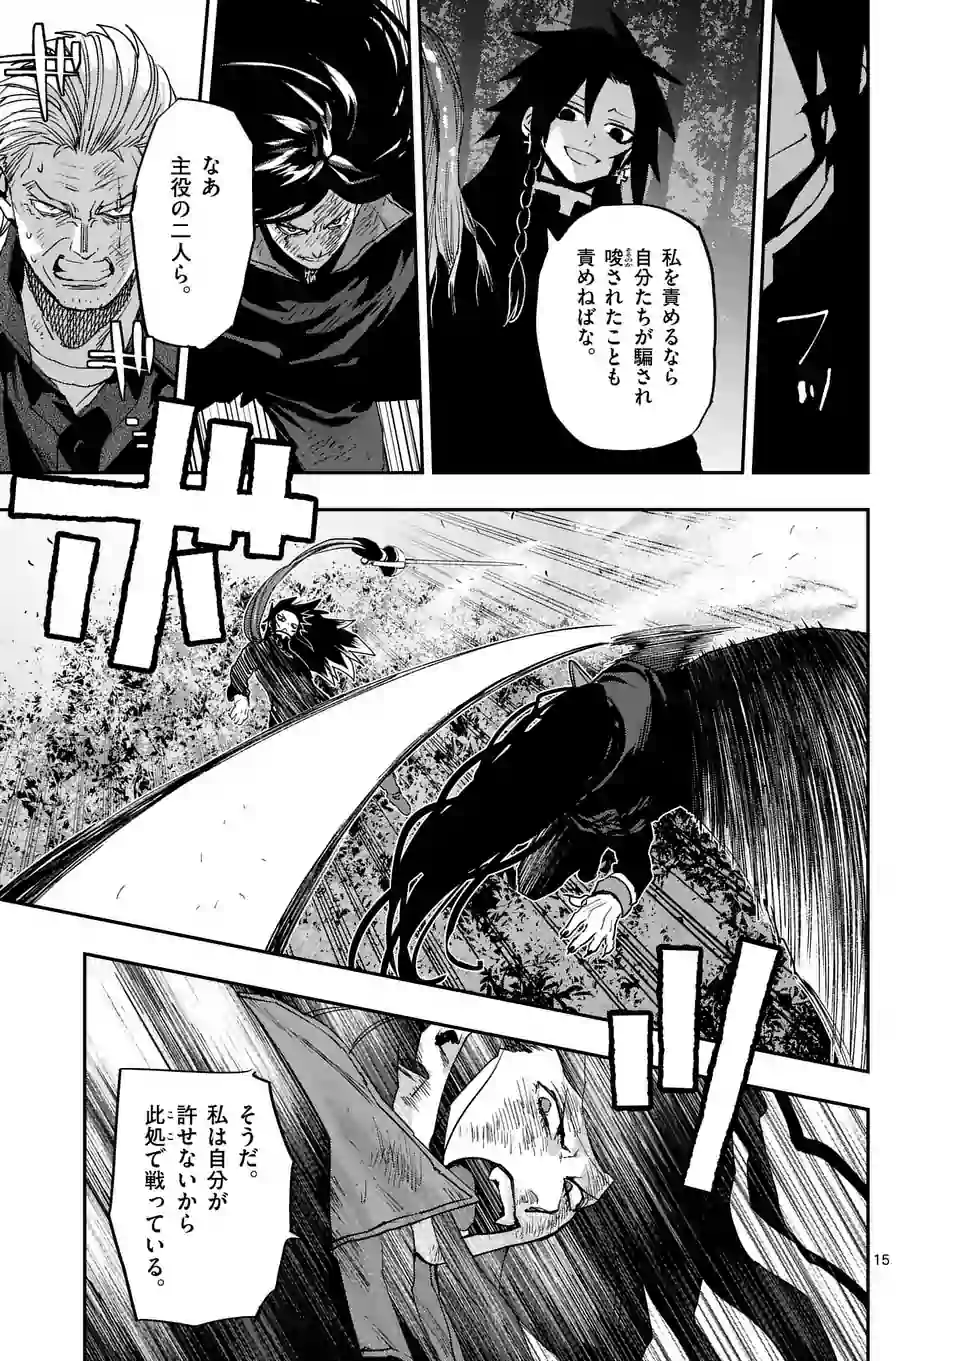 フッ
私を責めるなら
自分たちが騙され
唆されたことも
責めねばな。
なあ
主役の二人ら。
ギ
ギ
ガ
そうだ。
私は自分が
許せないから
此処で戦っている。
15